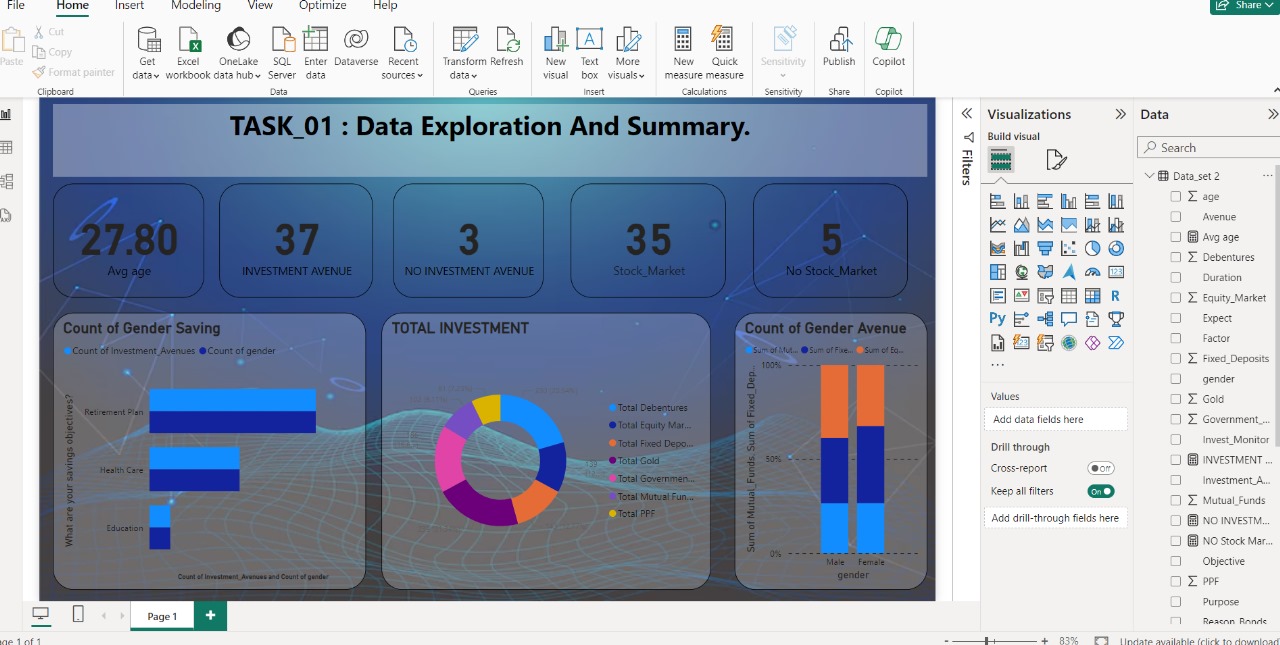 File Home Insert Modeling View Optimize Help
Share
Cut
Copy
Format painter
Paste
Get data
Excel workbook
OneLake data hub
SQL Server
Enter data
Dataverse
Recent sources
Transform data
Refresh
New visual
Text box
More visuals
New measure
Quick measure
Sensitivity
Publish
Copilot
Clipboard Data Queries Insert Calculations Sensitivity Share Copilot
TASK_01 : Data Exploration And Summary.
27.80
Avg age
37
INVESTMENT AVENUE
3
NO INVESTMENT AVENUE
35
Stock_Market
5
No Stock_Market
Count of Gender Saving
Count of Investment_Avenues Count of gender
What are your savings objectives?
Retirement Plan
Health Care
Education
Count of Investment_Avenues and Count of gender
TOTAL INVESTMENT
Total Debentures
Total Equity Mar...
Total Fixed Depo...
Total Gold
Total Governmen...
Total Mutual Fun...
Total PPF
Count of Gender Avenue
Sum of Mut... Sum of Fixe... Sum of Eq...
Sum of Mutual_Funds, Sum of Fixed_Dep...
100%
50%
0%
Male Female
gender
Filters
Visualizations
Build visual
Values
Add data fields here
Drill through
Cross-report Off
Keep all filters On
Add drill-through fields here
Data
Search
Data_set 2
age
Avenue
Avg age
Debentures
Duration
Equity_Market
Expect
Factor
Fixed_Deposits
gender
Gold
Government_...
Invest_Monitor
INVESTMENT ...
Investment_A...
Mutual_Funds
NO INVESTM...
NO Stock Mar...
Objective
PPF
Purpose
Reason_Bonds
Page 1
age 1 of 1
83%
Update available (click to download)